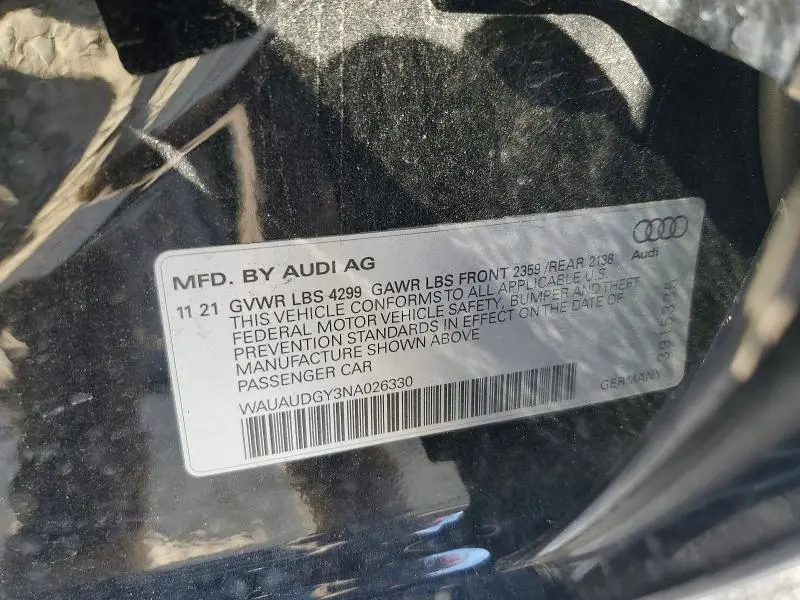 Audi
MFD. BY AUDI AG
11 21 GVWR LBS 4299 GAWR LBS FRONT 2359 /REAR 2138
THIS VEHICLE CONFORMS TO ALL APPLICABLE U.S.
FEDERAL MOTOR VEHICLE SAFETY, BUMPER AND THEFT
PREVENTION STANDARDS IN EFFECT ON THE DATE OF
MANUFACTURE SHOWN ABOVE
PASSENGER CAR
WAUAUDGY3NA026330
GERMANY
3915335